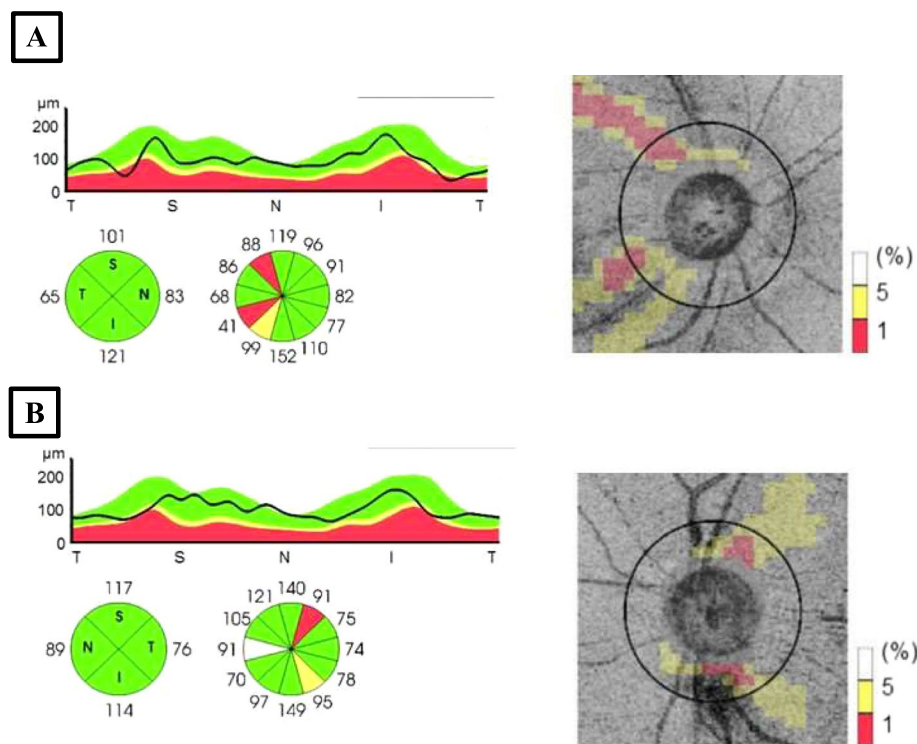 A
µm
200
100
0
T S N I T
101
S
65 T N 83
I
121
119
88 96
86 91
68 82
41 77
99 110
152
(%)
5
1
B
µm
200
100
0
T S N I T
117
S
89 N T 76
I
114
140
121 91
105 75
91 74
70 78
97 95
149
(%)
5
1